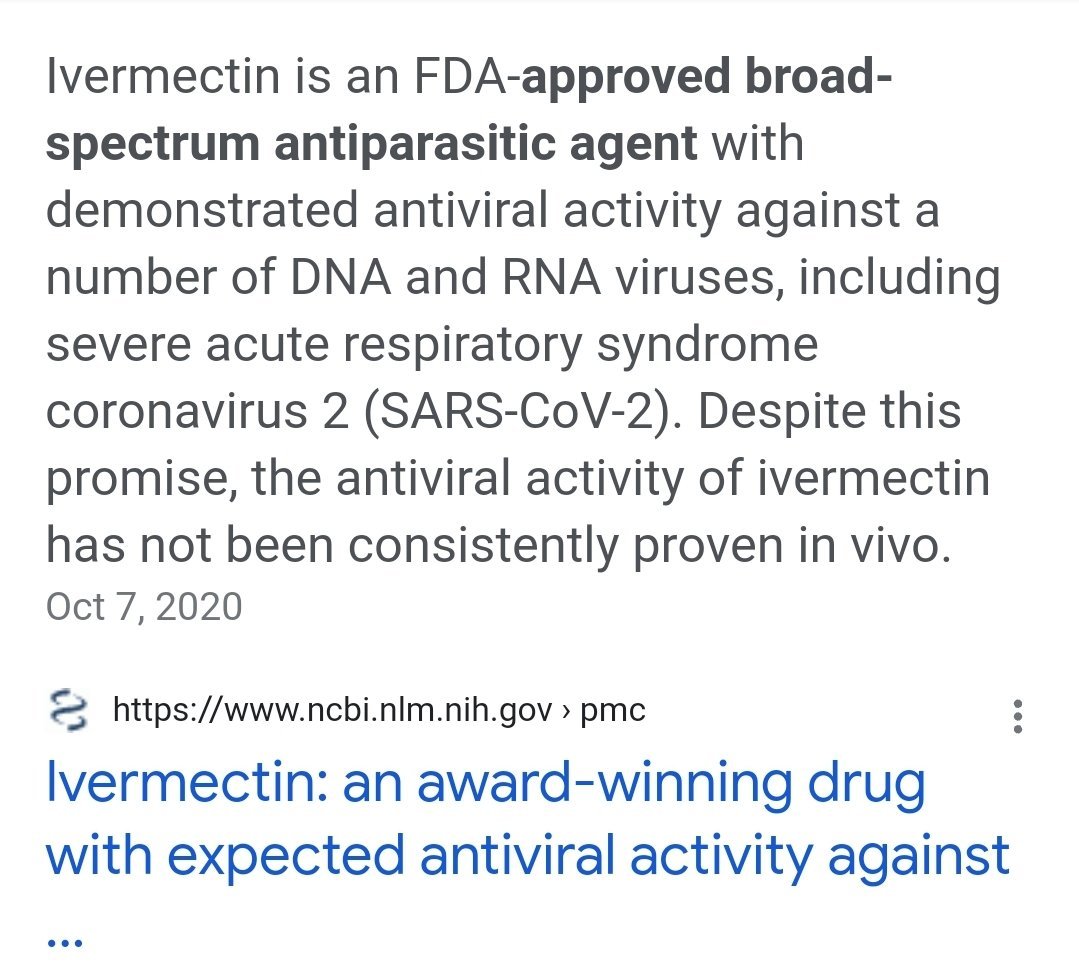 Ivermectin is an FDA-approved broad-
spectrum antiparasitic agent with
demonstrated antiviral activity against a
number of DNA and RNA viruses, including
severe acute respiratory syndrome
coronavirus 2 (SARS-CoV-2). Despite this
promise, the antiviral activity of ivermectin
has not been consistently proven in vivo.
Oct 7, 2020
https://www.ncbi.nlm.nih.gov › pmc
Ivermectin: an award-winning drug
with expected antiviral activity against
...